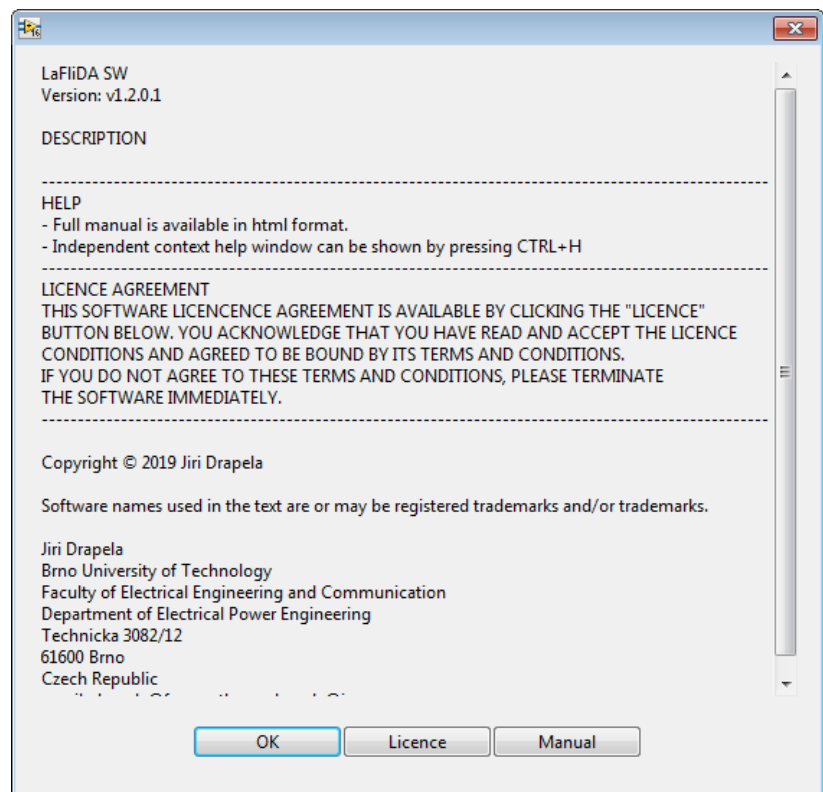 LaFliDA SW
Version: v1.2.0.1
DESCRIPTION
--------------------------------------------------------------------------------------------------
HELP
- Full manual is available in html format.
- Independent context help window can be shown by pressing CTRL+H
--------------------------------------------------------------------------------------------------
LICENCE AGREEMENT
THIS SOFTWARE LICENCENCE AGREEMENT IS AVAILABLE BY CLICKING THE "LICENCE"
BUTTON BELOW. YOU ACKNOWLEDGE THAT YOU HAVE READ AND ACCEPT THE LICENCE
CONDITIONS AND AGREED TO BE BOUND BY ITS TERMS AND CONDITIONS.
IF YOU DO NOT AGREE TO THESE TERMS AND CONDITIONS, PLEASE TERMINATE
THE SOFTWARE IMMEDIATELY.
--------------------------------------------------------------------------------------------------
Copyright © 2019 Jiri Drapela
Software names used in the text are or may be registered trademarks and/or trademarks.
Jiri Drapela
Brno University of Technology
Faculty of Electrical Engineering and Communication
Department of Electrical Power Engineering
Technicka 3082/12
61600 Brno
Czech Republic
OK Licence Manual